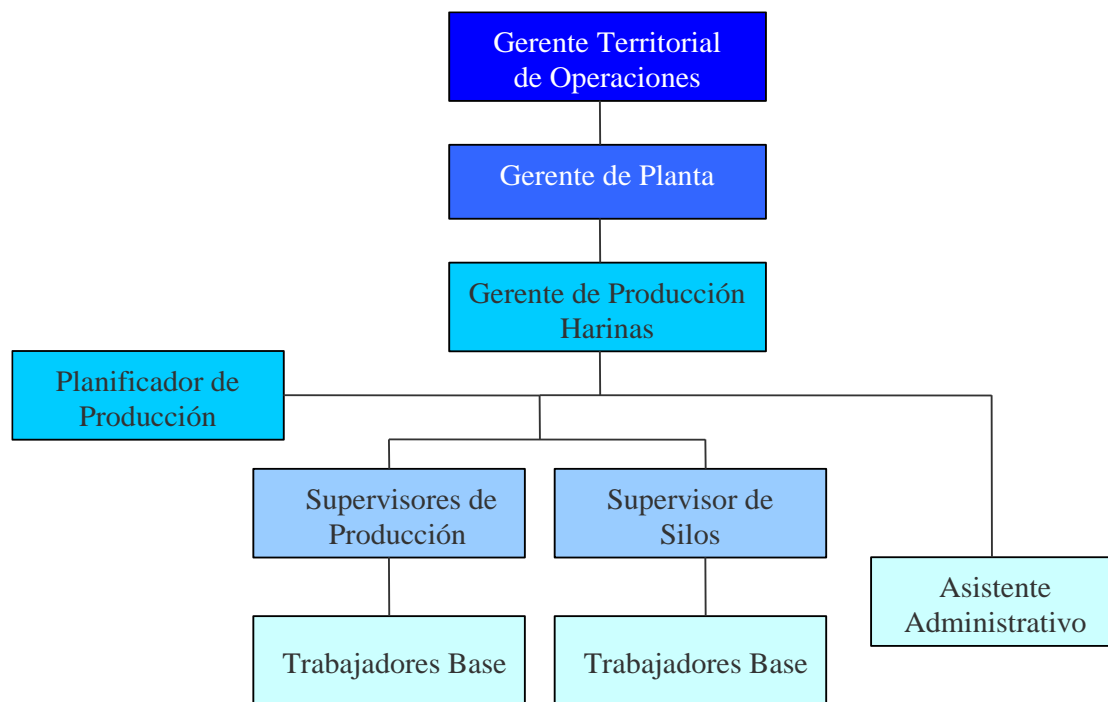 Gerente Territorial
de Operaciones
Gerente de Planta
Gerente de Producción
Harinas
Planificador de
Producción
Supervisores de
Producción
Supervisor de
Silos
Asistente
Administrativo
Trabajadores Base
Trabajadores Base